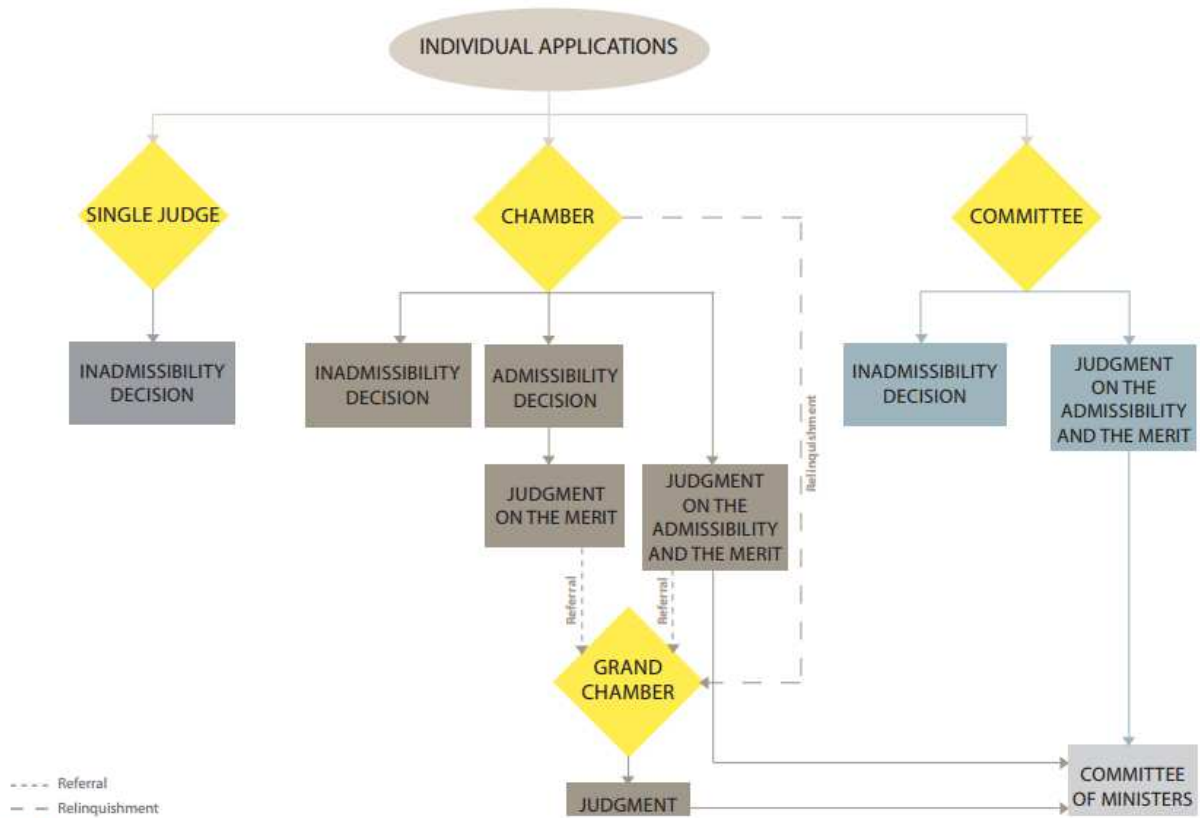 INDIVIDUAL APPLICATIONS
SINGLE JUDGE
CHAMBER
COMMITTEE
INADMISSIBILITY
DECISION
INADMISSIBILITY
DECISION
ADMISSIBILITY
DECISION
INADMISSIBILITY
DECISION
JUDGMENT
ON THE
ADMISSIBILITY
AND THE MERIT
Relinquishment
JUDGMENT
ON THE MERIT
JUDGMENT
ON THE
ADMISSIBILITY
AND THE MERIT
Referral
Referral
GRAND
CHAMBER
JUDGMENT
COMMITTEE
OF MINISTERS
Referral
Relinquishment